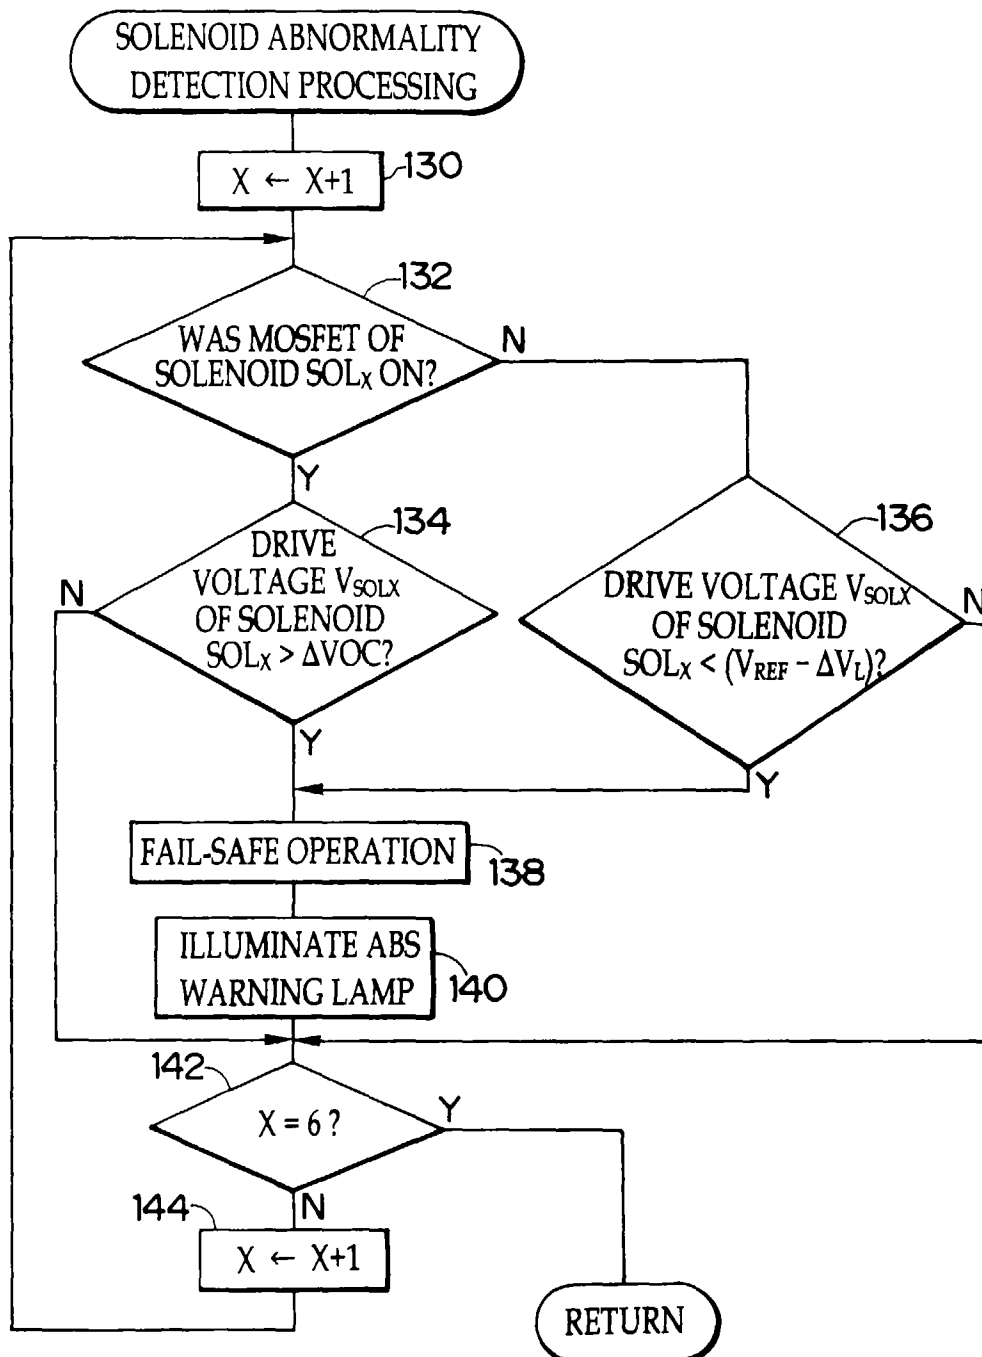 SOLENOID ABNORMALITY
DETECTION PROCESSING
X ← X+1
130
132
WAS MOSFET OF
SOLENOID SOLX ON?
N
Y
134
DRIVE
VOLTAGE VSOLX
OF SOLENOID
SOLX > ΔVOC?
N
Y
136
DRIVE VOLTAGE VSOLX
OF SOLENOID
SOLX < (VREF - ΔVL)?
N
Y
FAIL-SAFE OPERATION
138
ILLUMINATE ABS
WARNING LAMP
140
142
X = 6 ?
Y
N
144
X ← X+1
RETURN